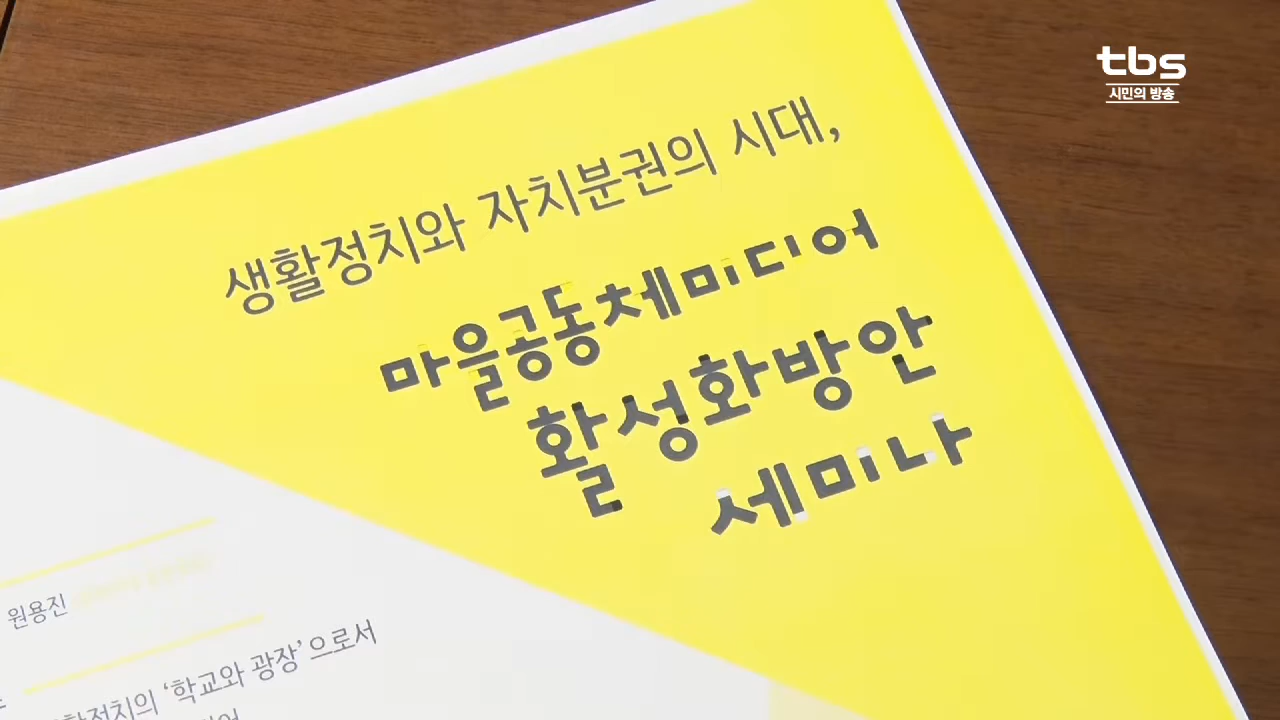 tbs
시민의 방송
생활정치와 자치분권의 시대,
마을공동체미디어
활성화방안
세미나
원용진
'학교와 광장'으로서